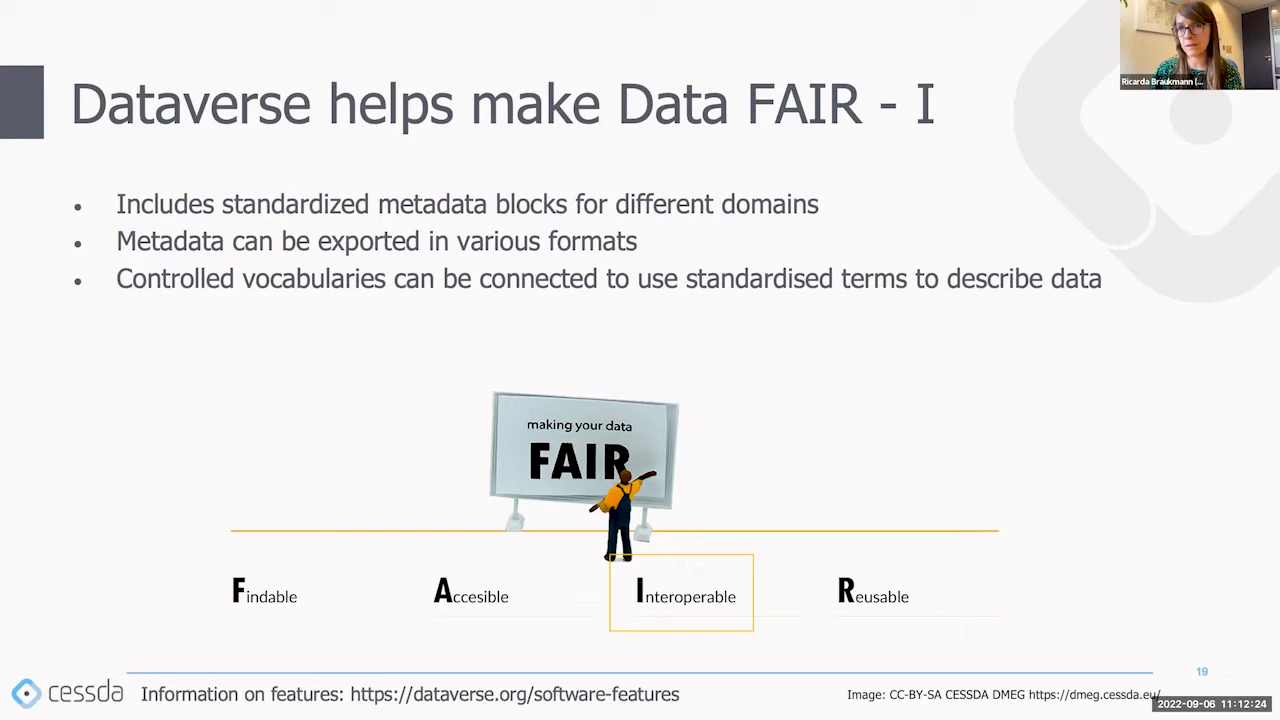 Ricarda Braukmann (...
Dataverse helps make Data FAIR - I
• Includes standardized metadata blocks for different domains
• Metadata can be exported in various formats
• Controlled vocabularies can be connected to use standardised terms to describe data
making your data
FAIR
Findable
Accesible
Interoperable
Reusable
19
cessda
Information on features: https://dataverse.org/software-features
Image: CC-BY-SA CESSDA DMEG https://dmeg.cessda.eu/
2022-09-06 11:12:24